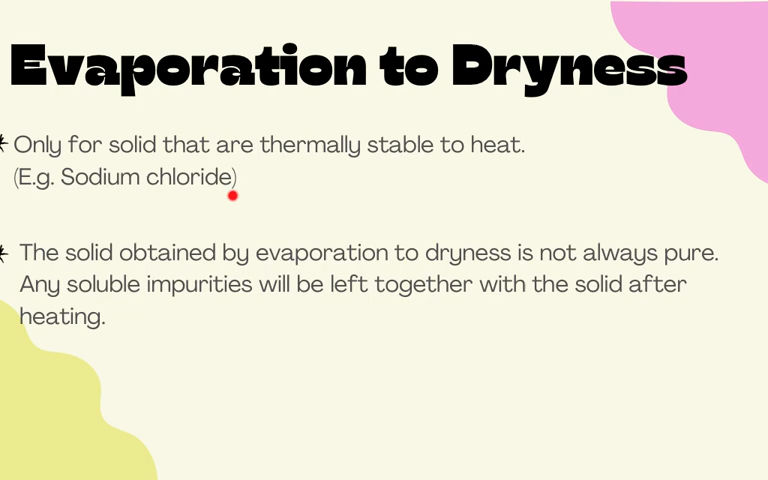 Evaporation to Dryness
Only for solid that are thermally stable to heat.
(E.g. Sodium chloride)
The solid obtained by evaporation to dryness is not always pure.
Any soluble impurities will be left together with the solid after
heating.